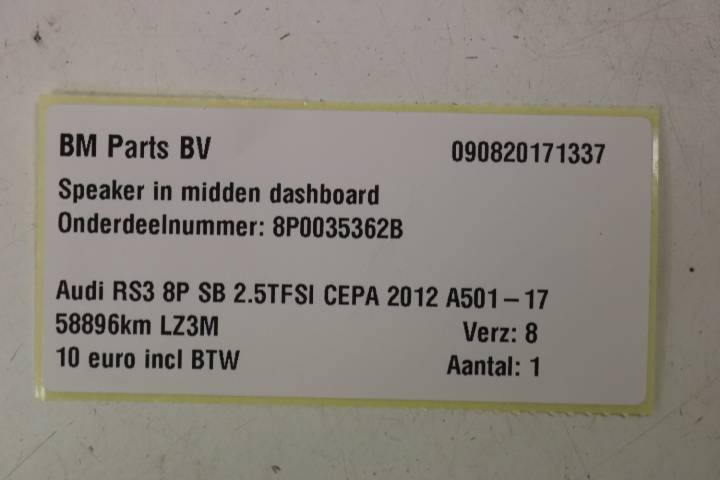 BM Parts BV 090820171337
Speaker in midden dashboard
Onderdeelnummer: 8P0035362B
Audi RS3 8P SB 2.5TFSI CEPA 2012 A501-17
58896km LZ3M Verz: 8
10 euro incl BTW Aantal: 1